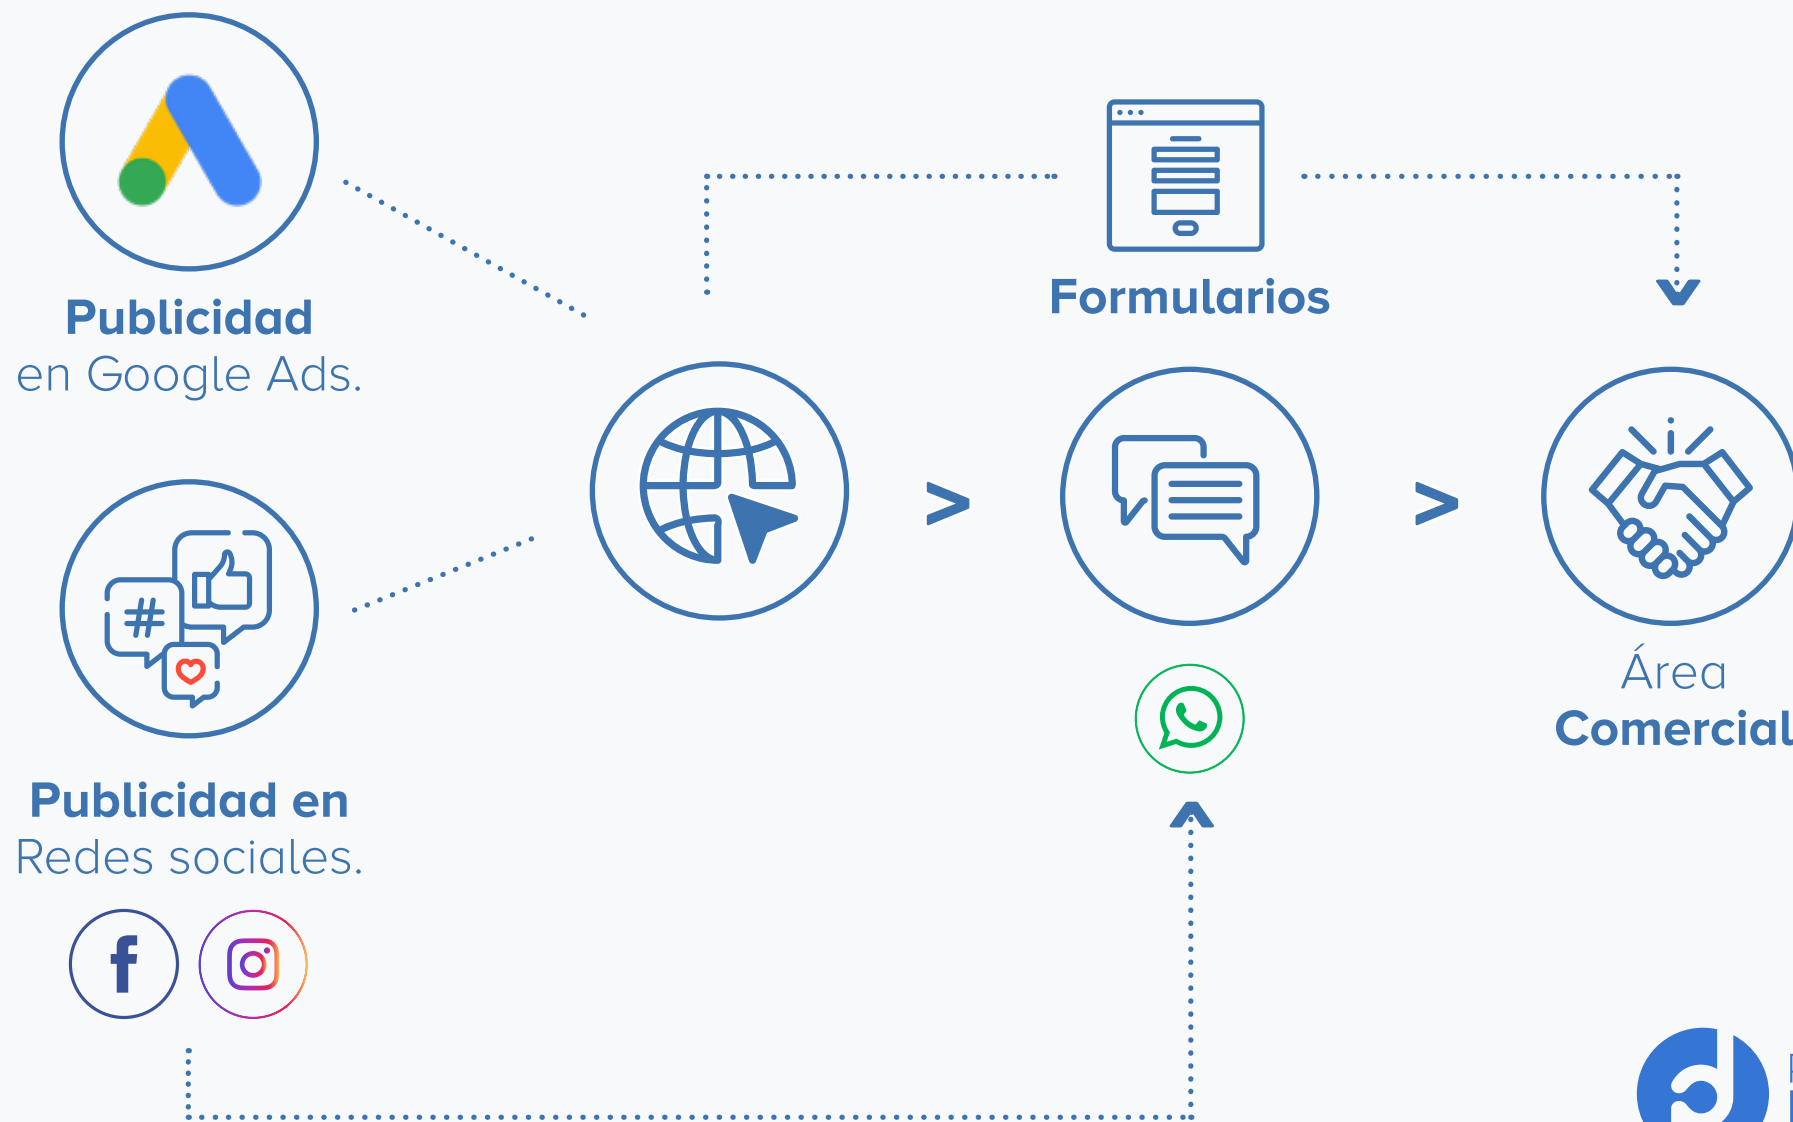 Publicidad
en Google Ads.
Formularios
Área
Comercial
Publicidad en
Redes sociales.